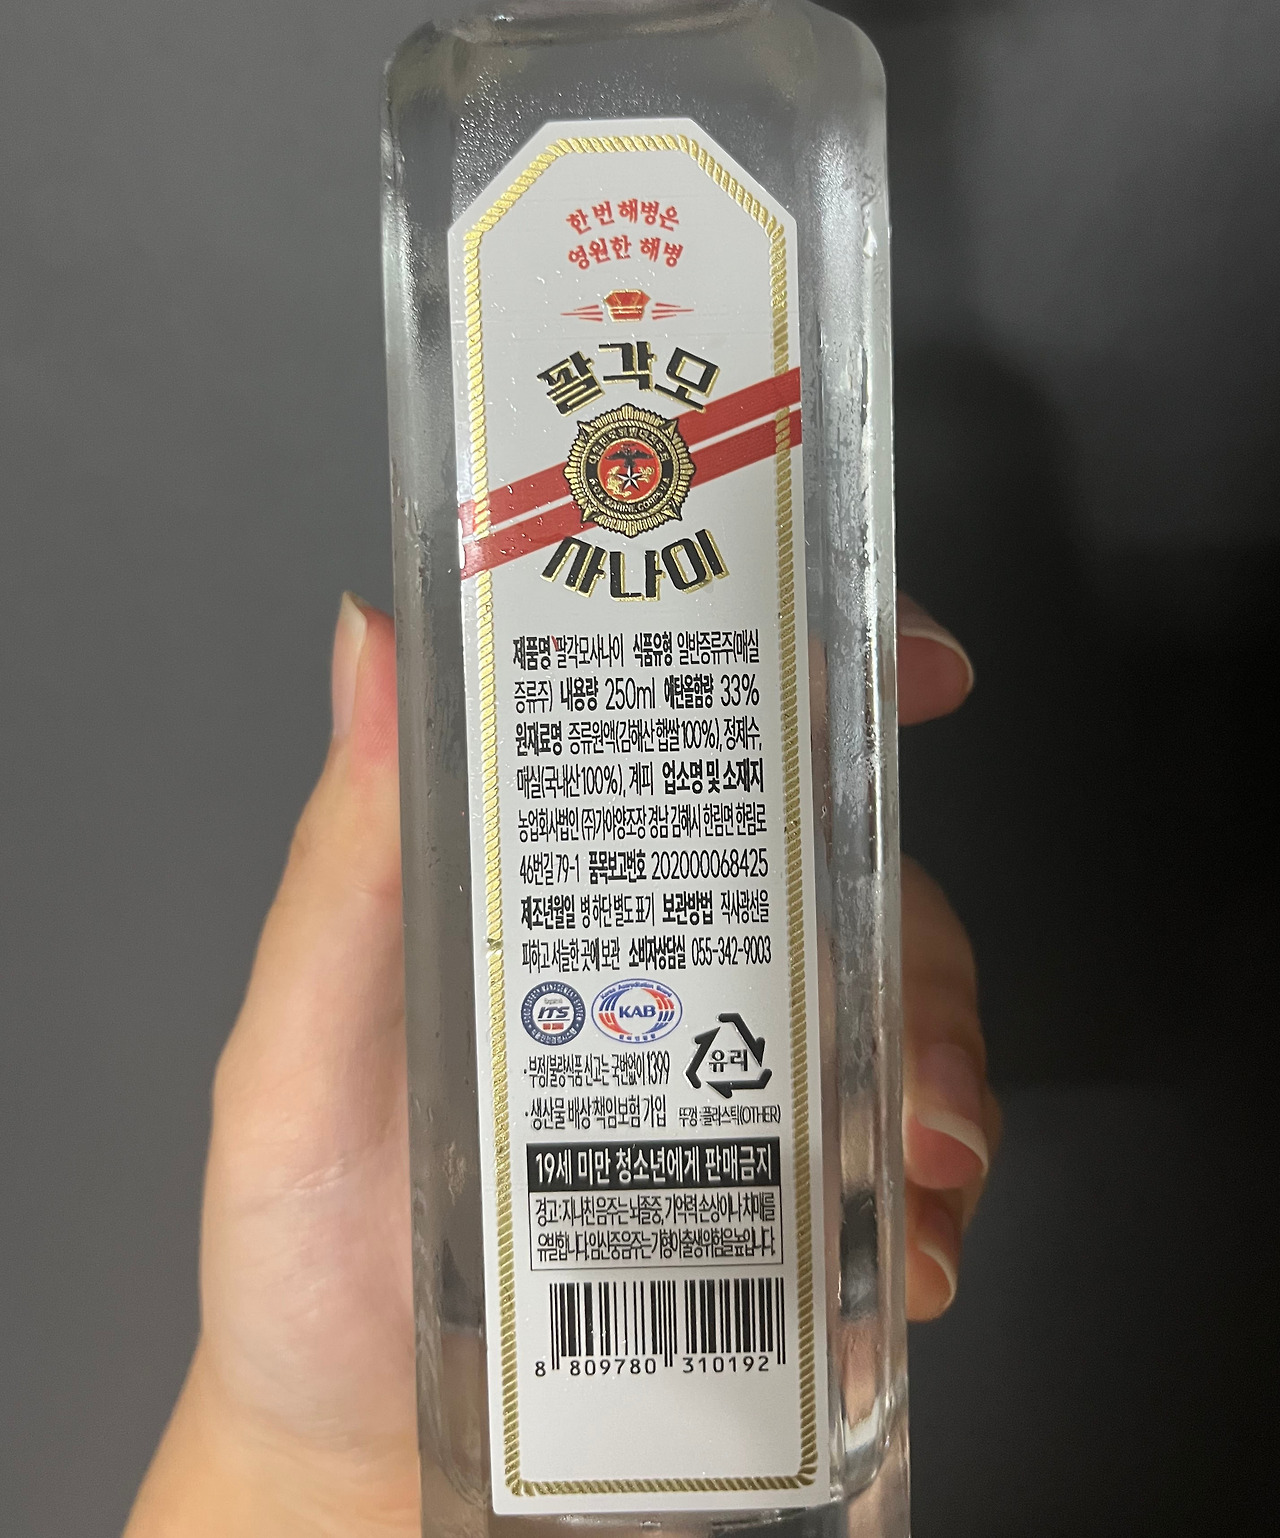 한번 해병은
영원한 해병
팔각모
R.O.K MARINE CORPS
사나이
제품명 팔각모사나이 식품유형 일반증류주(매실
증류주) 내용량 250ml 에탄올함량 33%
원재료명 증류원액(김해산 햅쌀100%), 정제수,
매실(국내산100%), 계피 업소명 및 소재지
농업회사법인 (주)가야양조장 경남 김해시 한림면 한림로
46번길 79-1 품목보고번호 202000068425
제조년월일 병 하단 별도 표기 보관방법 직사광선을
피하고 서늘한 곳에 보관 소비자상담실 055-342-9003
ITS
Korea Accreditation Board
KAB
유리
·부정/불량식품 신고는 국번없이 1399
·생산물 배상책임보험 가입
뚜껑:플라스틱(OTHER)
19세 미만 청소년에게 판매금지
경고:지나친 음주는 뇌졸중, 기억력 손상이나 치매를
유발합니다.임신 중 음주는 기형아 출생 위험을 높입니다.
8 809780 310192